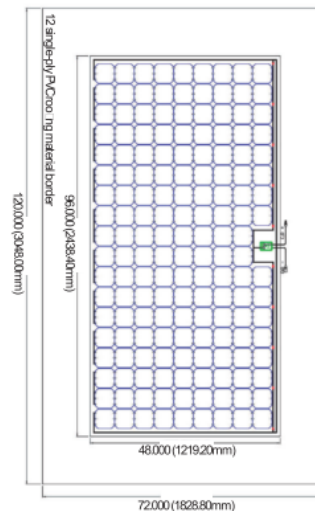 12 single-ply PVC roo ng material border
120.000 (3048.00mm)
96.000 (2438.40mm)
48.000 (1219.20mm)
72.000 (1828.80mm)